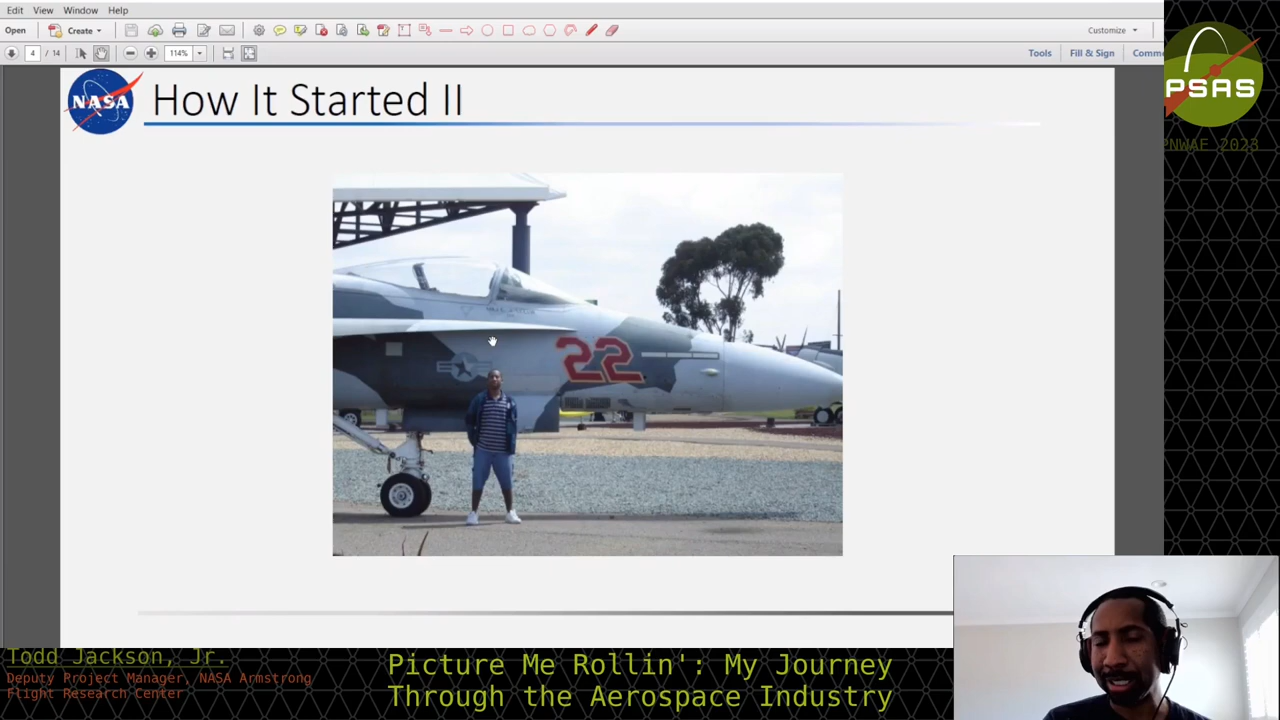 Edit View Window Help
Open Create Customize
4 / 14 114% Tools Fill & Sign Comme
NASA How It Started II
22
PSAS
PNWAF 2023
Todd Jackson, Jr.
Deputy Project Manager, NASA Armstrong
Flight Research Center
Picture Me Rollin': My Journey
Through the Aerospace Industry